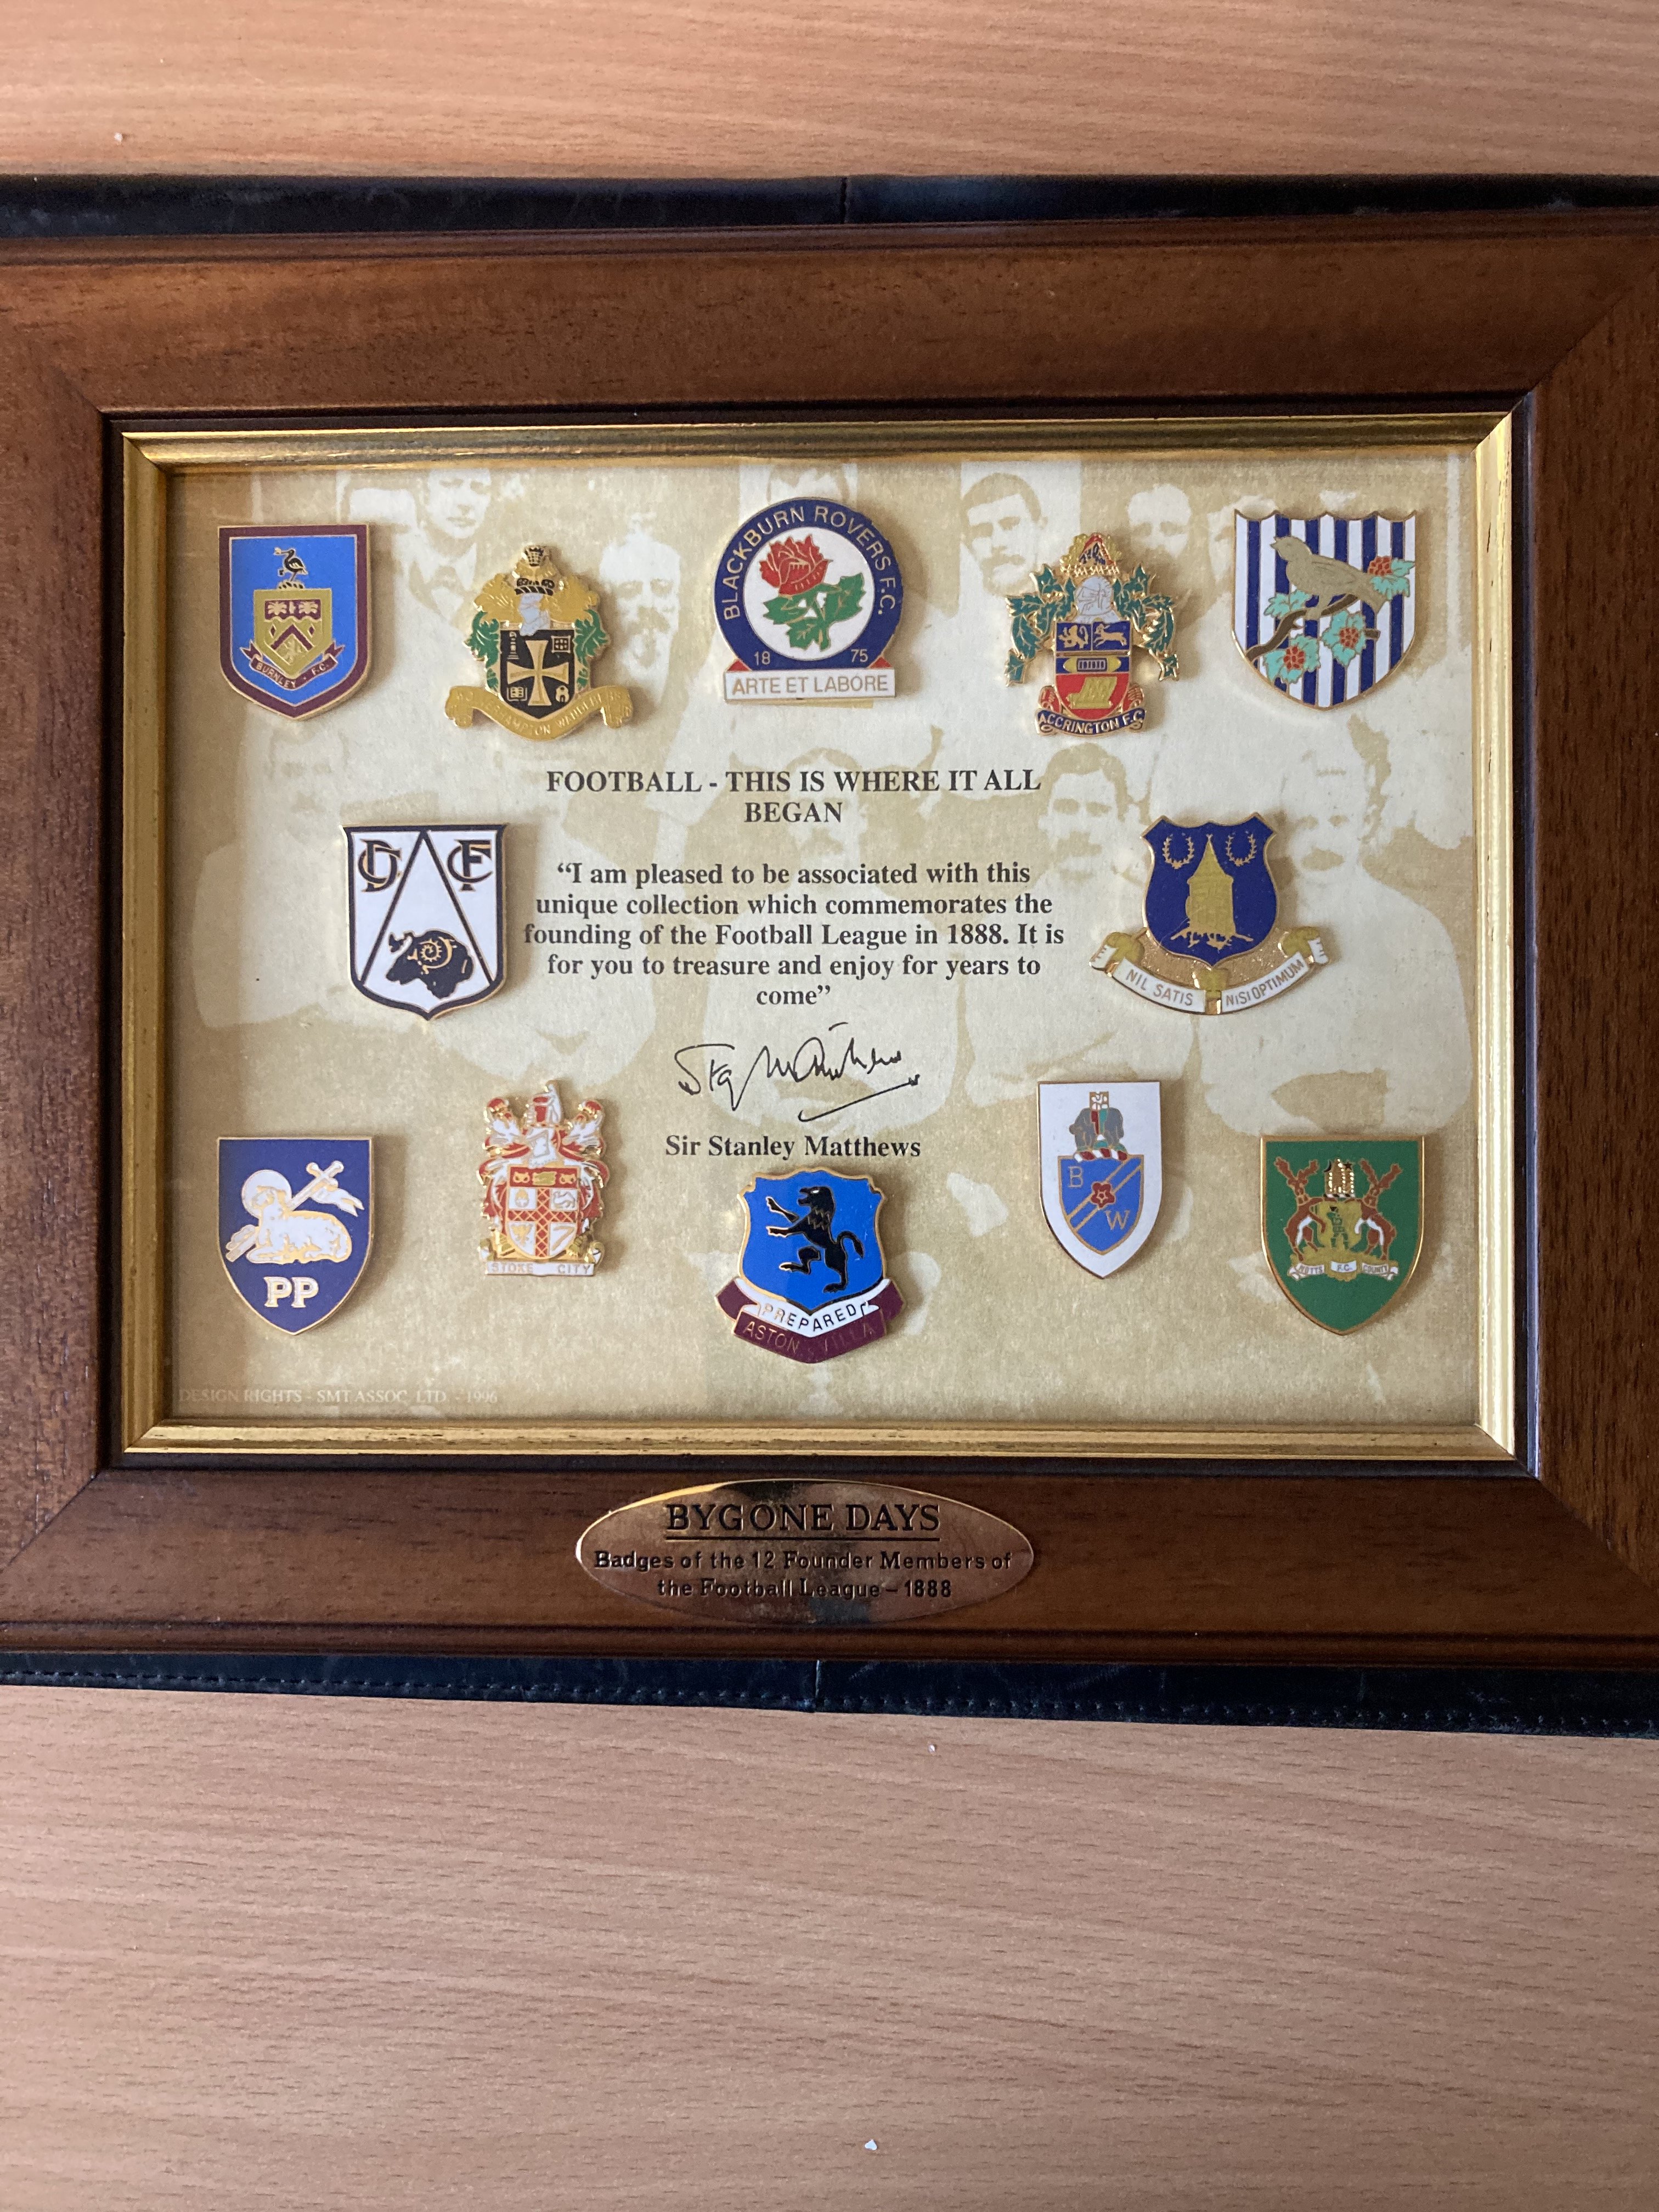 BURNLEY F.C.
BLACKBURN ROVERS F.C.
18 75
ARTE ET LABORE
ACCRINGTON F.C.
FOOTBALL - THIS IS WHERE IT ALL
BEGAN
DCFC
“I am pleased to be associated with this
unique collection which commemorates the
founding of the Football League in 1888. It is
for you to treasure and enjoy for years to
come”
NIL SATIS NISI OPTIMUM
Stanley Matthews
Sir Stanley Matthews
PP
STOKE CITY
PREPARED
ASTON VILLA
B
W
NOTTS F.C. COUNTY
DESIGN RIGHTS - SMT ASSOC. LTD. - 1996
BYGONE DAYS
Badges of the 12 Founder Members of
the Football League – 1888